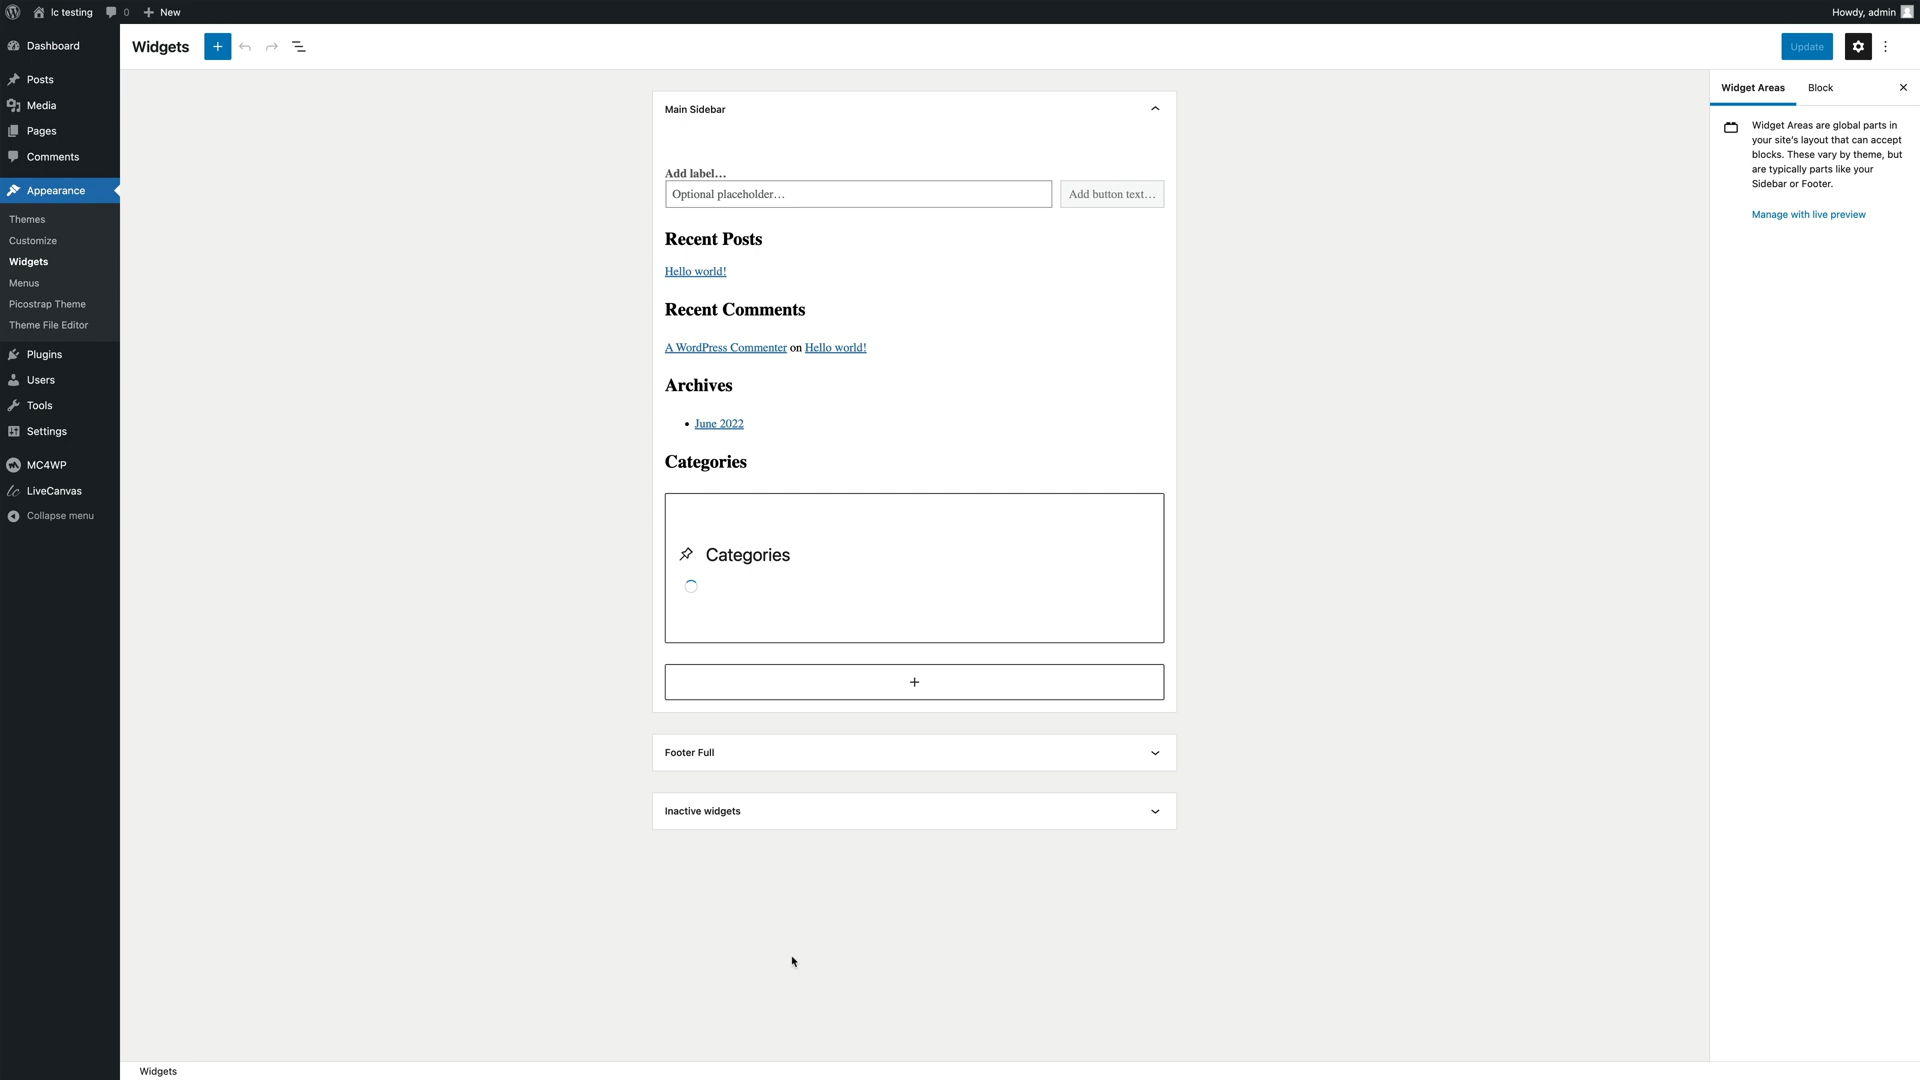 lc testing
0
New
Howdy, admin
Dashboard
Posts
Media
Pages
Comments
Appearance
Themes
Customize
Widgets
Menus
Picostrap Theme
Theme File Editor
Plugins
Users
Tools
Settings
MC4WP
LiveCanvas
Collapse menu
Widgets
Update
Main Sidebar
Add label...
Optional placeholder...
Add button text...
Recent Posts
Hello world!
Recent Comments
A WordPress Commenter on Hello world!
Archives
June 2022
Categories
Categories
Footer Full
Inactive widgets
Widget Areas
Block
Widget Areas are global parts in
your site's layout that can accept
blocks. These vary by theme, but
are typically parts like your
Sidebar or Footer.
Manage with live preview
Widgets